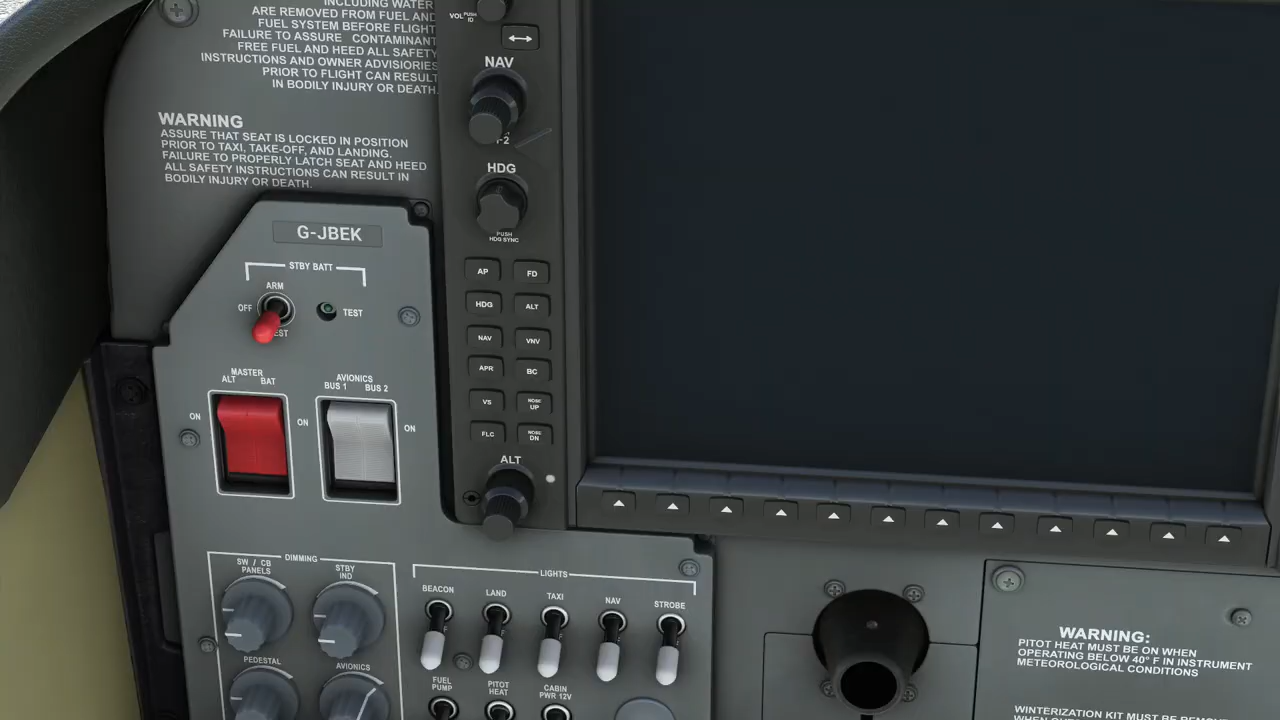 INCLUDING WATER
ARE REMOVED FROM FUEL AND
FUEL SYSTEM BEFORE FLIGHT
FAILURE TO ASSURE CONTAMINANT
FREE FUEL AND HEED ALL SAFETY
INSTRUCTIONS AND OWNER ADVISIORIES
PRIOR TO FLIGHT CAN RESULT
IN BODILY INJURY OR DEATH.
WARNING
ASSURE THAT SEAT IS LOCKED IN POSITION
PRIOR TO TAXI, TAKE-OFF, AND LANDING.
FAILURE TO PROPERLY LATCH SEAT AND HEED
ALL SAFETY INSTRUCTIONS CAN RESULT IN
BODILY INJURY OR DEATH.
VOL PUSH ID
NAV
1-2
HDG
PUSH
HDG SYNC
AP FD
HDG ALT
NAV VNV
APR BC
VS NOSE UP
FLC NOSE DN
ALT
G-JBEK
STBY BATT
ARM
OFF TEST
EST
MASTER
ALT BAT
AVIONICS
BUS 1 BUS 2
ON ON ON
DIMMING
SW / CB
PANELS
STBY
IND
PEDESTAL AVIONICS
LIGHTS
BEACON LAND TAXI NAV STROBE
FUEL
PUMP
PITOT
HEAT
CABIN
PWR 12V
WARNING:
PITOT HEAT MUST BE ON WHEN
OPERATING BELOW 40° F IN INSTRUMENT
METEOROLOGICAL CONDITIONS
WINTERIZATION KIT MUST BE